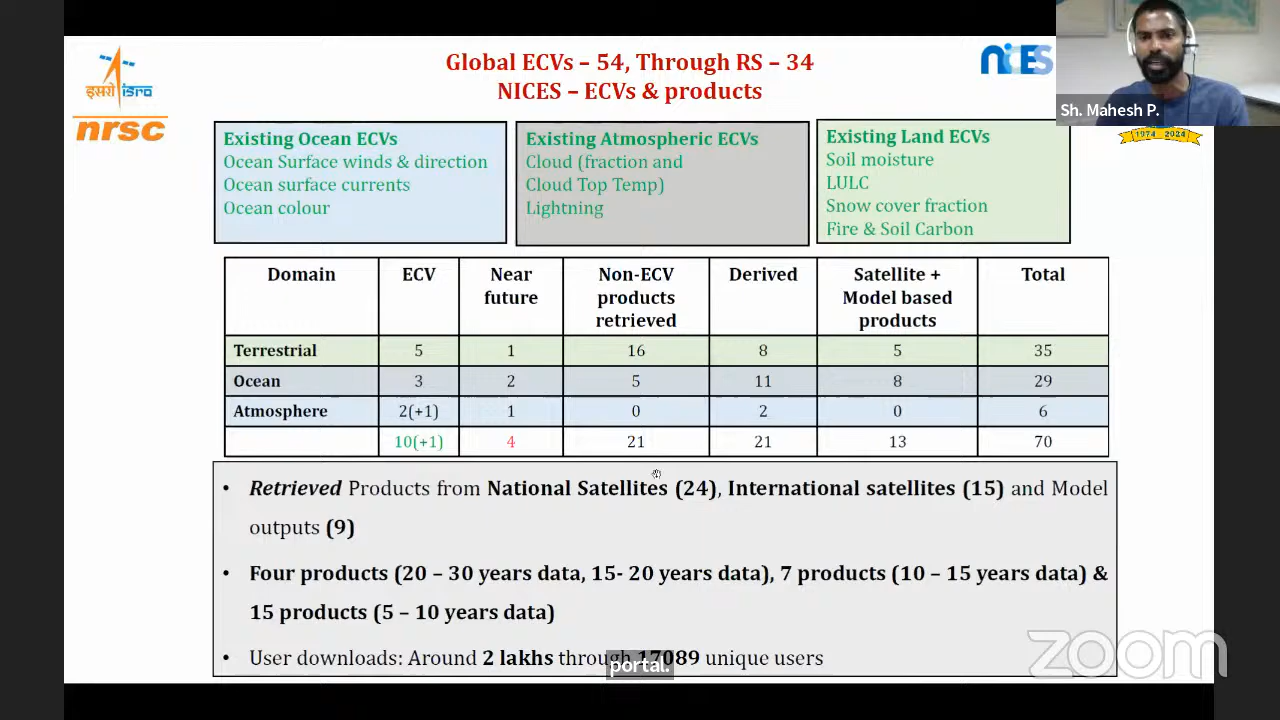 Global ECVs – 54, Through RS – 34
NICES – ECVs & products
इसरो isro
nrsc
NICES
Sh. Mahesh P.
1974 - 2024
Existing Ocean ECVs
Ocean Surface winds & direction
Ocean surface currents
Ocean colour
Existing Atmospheric ECVs
Cloud (fraction and
Cloud Top Temp)
Lightning
Existing Land ECVs
Soil moisture
LULC
Snow cover fraction
Fire & Soil Carbon
Domain ECV Near future Non-ECV products retrieved Derived Satellite + Model based products Total
Terrestrial 5 1 16 8 5 35
Ocean 3 2 5 11 8 29
Atmosphere 2(+1) 1 0 2 0 6
10(+1) 4 21 21 13 70
• Retrieved Products from National Satellites (24), International satellites (15) and Model
outputs (9)
• Four products (20 – 30 years data, 15- 20 years data), 7 products (10 – 15 years data) &
15 products (5 – 10 years data)
• User downloads: Around 2 lakhs through 17089 unique users
portal.
zoom